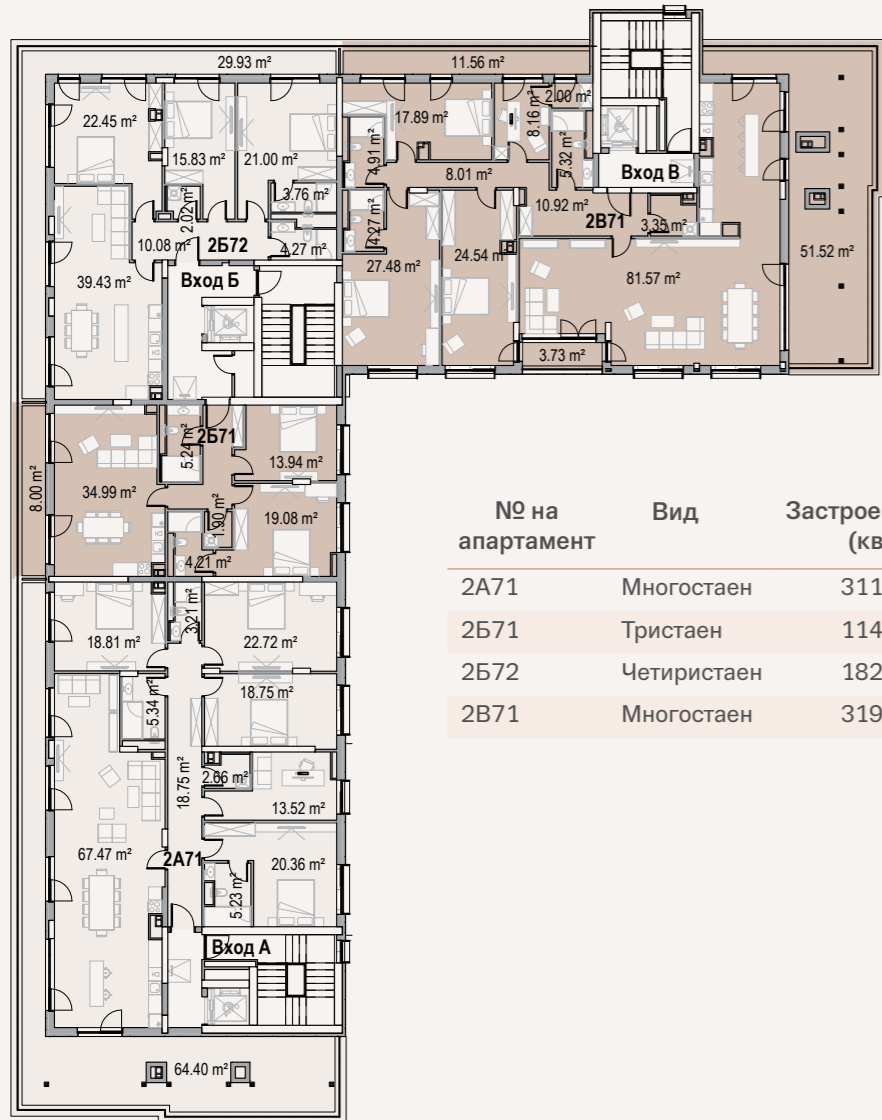 29.93 m²
11.56 m²
22.45 m²
15.83 m²
21.00 m²
17.89 m²
8.16 m²
2.00 m²
4.91 m²
5.32 m²
8.01 m²
Вход В
3.76 m²
2.02 m²
10.08 m²
2Б72
4.27 m²
4.27 m²
10.92 m²
2В71
3.35 m²
51.52 m²
39.43 m²
Вход Б
27.48 m²
24.54 m²
81.57 m²
3.73 m²
8.00 m²
34.99 m²
5.24 m²
2Б71
13.94 m²
1.90 m²
19.08 m²
4.21 m²
№ на апартамент Вид Застрое (кв
2А71 Многостаен 311
2Б71 Тристаен 114
2Б72 Четиристаен 182
2В71 Многостаен 319
18.81 m²
3.21 m²
22.72 m²
5.34 m²
18.75 m²
18.75 m²
2.66 m²
13.52 m²
67.47 m²
2А71
5.23 m²
20.36 m²
Вход А
64.40 m²